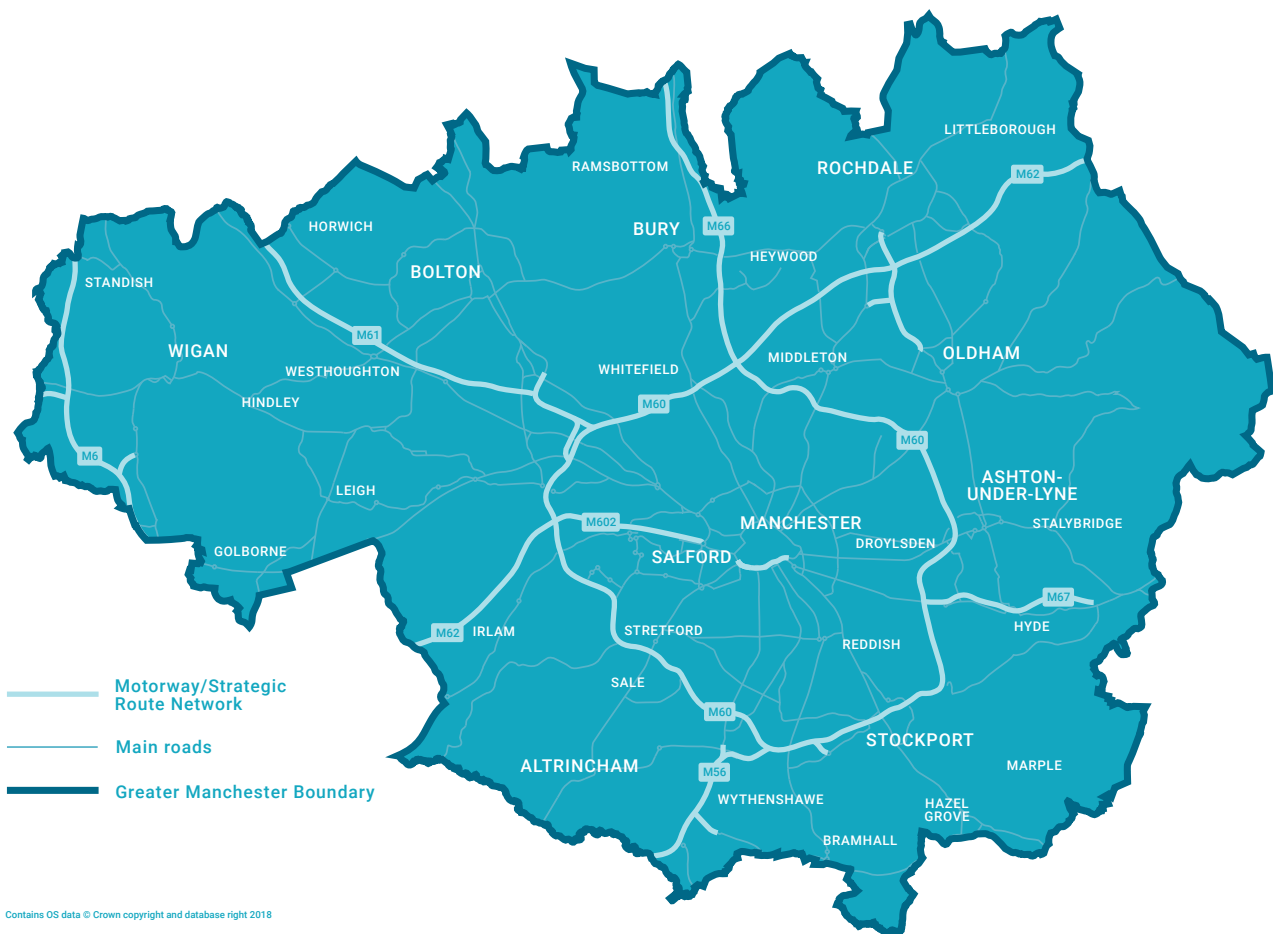 LITTLEBOROUGH
RAMSBOTTOM
ROCHDALE
M62
HORWICH
BURY
M66
HEYWOOD
BOLTON
STANDISH
M61
WIGAN
WESTHOUGHTON
WHITEFIELD
MIDDLETON
OLDHAM
HINDLEY
M60
M60
M6
LEIGH
ASHTON-
UNDER-LYNE
M602
MANCHESTER
STALYBRIDGE
DROYLSDEN
GOLBORNE
SALFORD
M67
HYDE
M62
IRLAM
STRETFORD
REDDISH
SALE
M60
STOCKPORT
ALTRINCHAM
M56
MARPLE
WYTHENSHAWE
HAZEL
GROVE
BRAMHALL
Motorway/Strategic
Route Network
Main roads
Greater Manchester Boundary
Contains OS data © Crown copyright and database right 2018